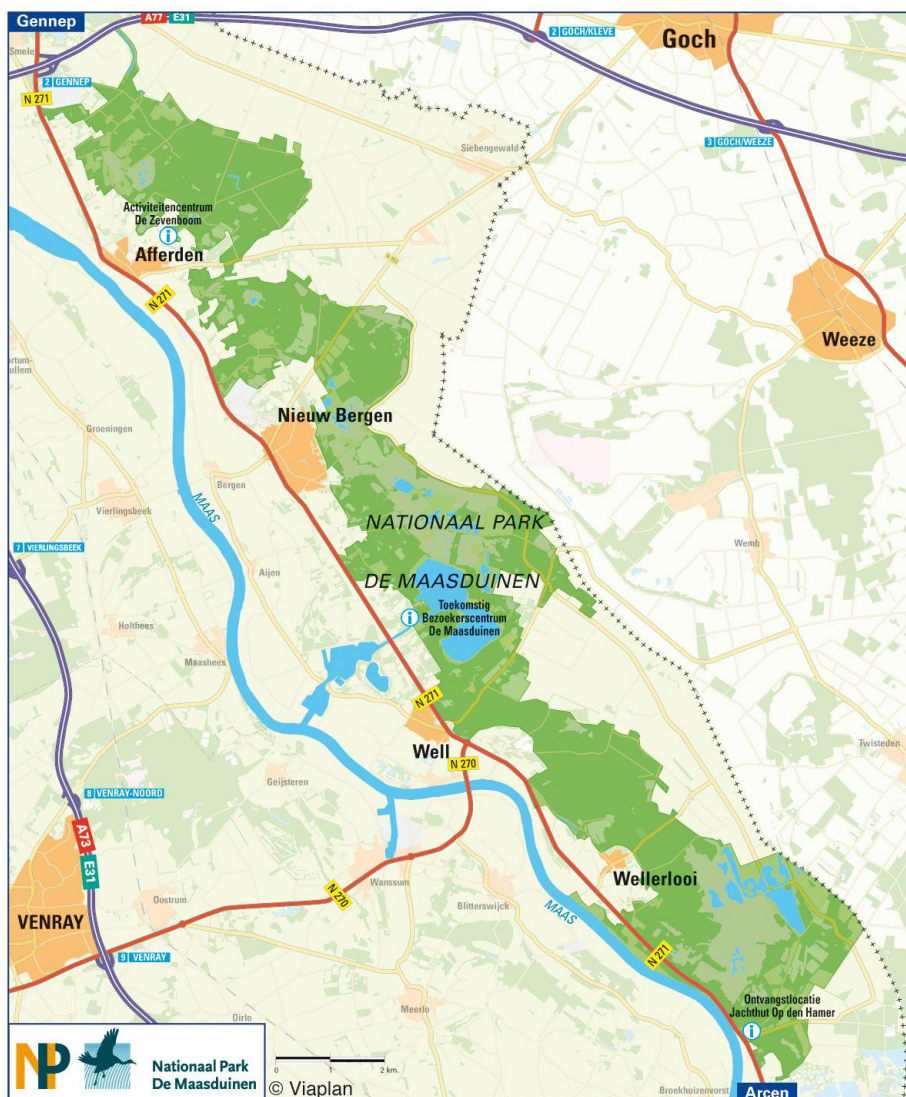 Gennep
A77
E31
2 | GOCH/KLEVE
Goch
2 | GENNEP
N 271
Siebengewald
3 | GOCH/WEEZE
Activiteitencentrum
De Zevenboom
Afferden
N 271
Weeze
Groeningen
Nieuw Bergen
Bergen
MAAS
Vierlingsbeek
NATIONAAL PARK
7 | VIERLINGSBEEK
Wemb
Aijen
DE MAASDUINEN
Toekomstig
Bezoekerscentrum
De Maasduinen
Holthees
Maashees
N 271
Well
N 270
Twisteden
Geijsteren
8 | VENRAY-NOORD
A73
E31
Wellerlooi
Wanssum
N 270
Oostrum
Blitterswijck
MAAS
VENRAY
N 271
9 | VENRAY
Ontvangstlocatie
Jachthut Op den Hamer
Meerlo
Oirlo
NP
Nationaal Park
De Maasduinen
0 1 2 km.
© Viaplan
Broekhuizenvorst
Arcen